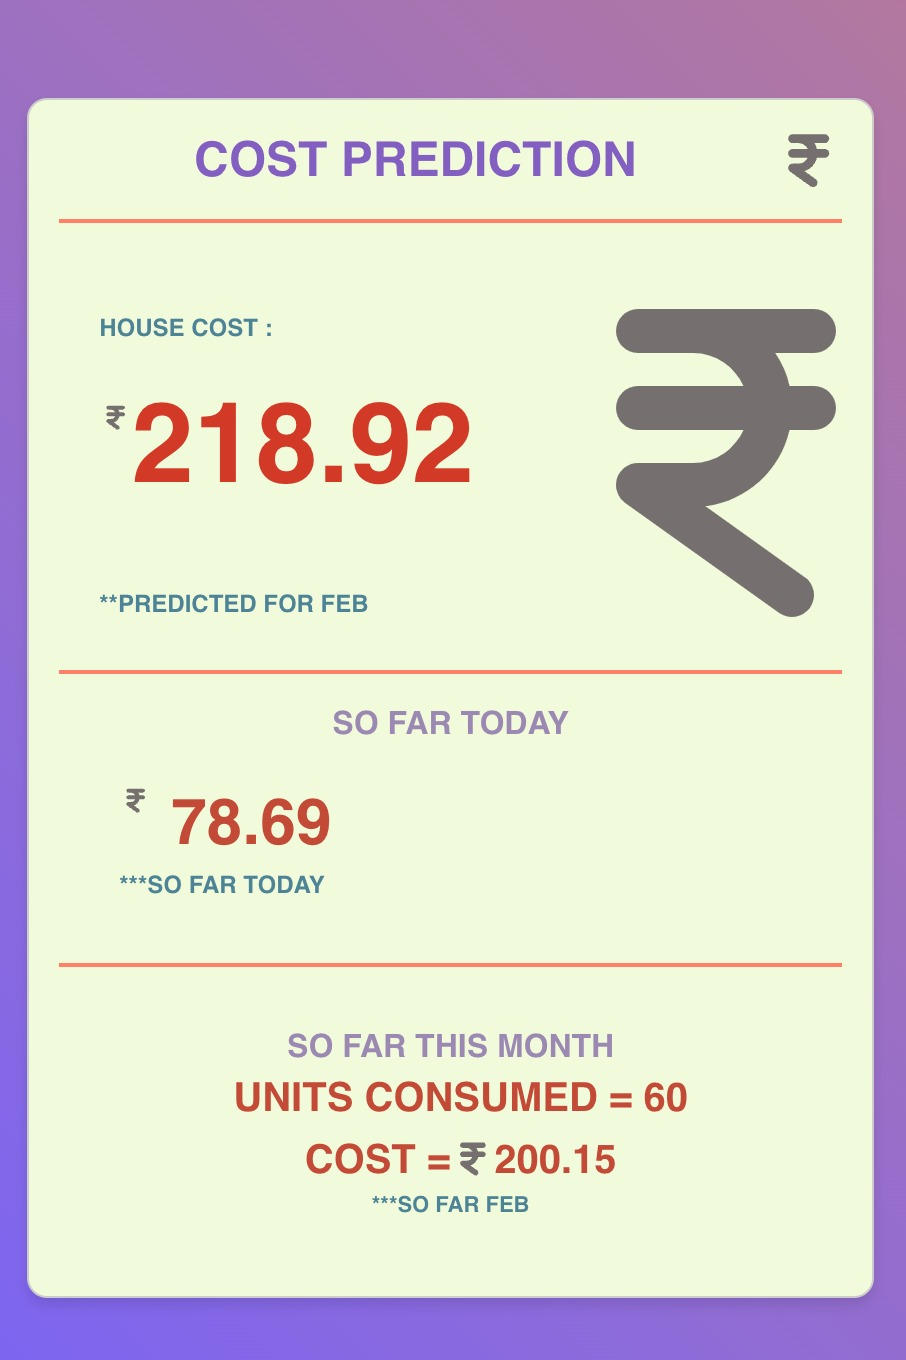 COST PREDICTION ₹
HOUSE COST :
₹ 218.92
₹
**PREDICTED FOR FEB
SO FAR TODAY
₹ 78.69
***SO FAR TODAY
SO FAR THIS MONTH
UNITS CONSUMED = 60
COST = ₹ 200.15
***SO FAR FEB